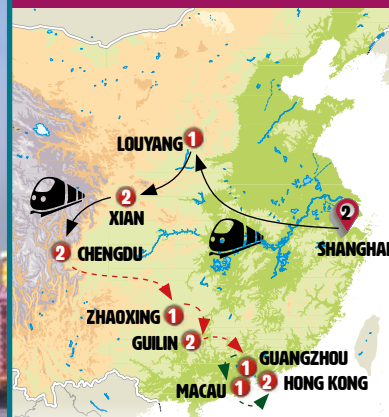 LOUYANG 1
2
XIAN
2 CHENGDU
2
SHANGHAI
ZHAOXING 1
GUILIN 2
1 GUANGZHOU
MACAU 1
2 HONG KONG